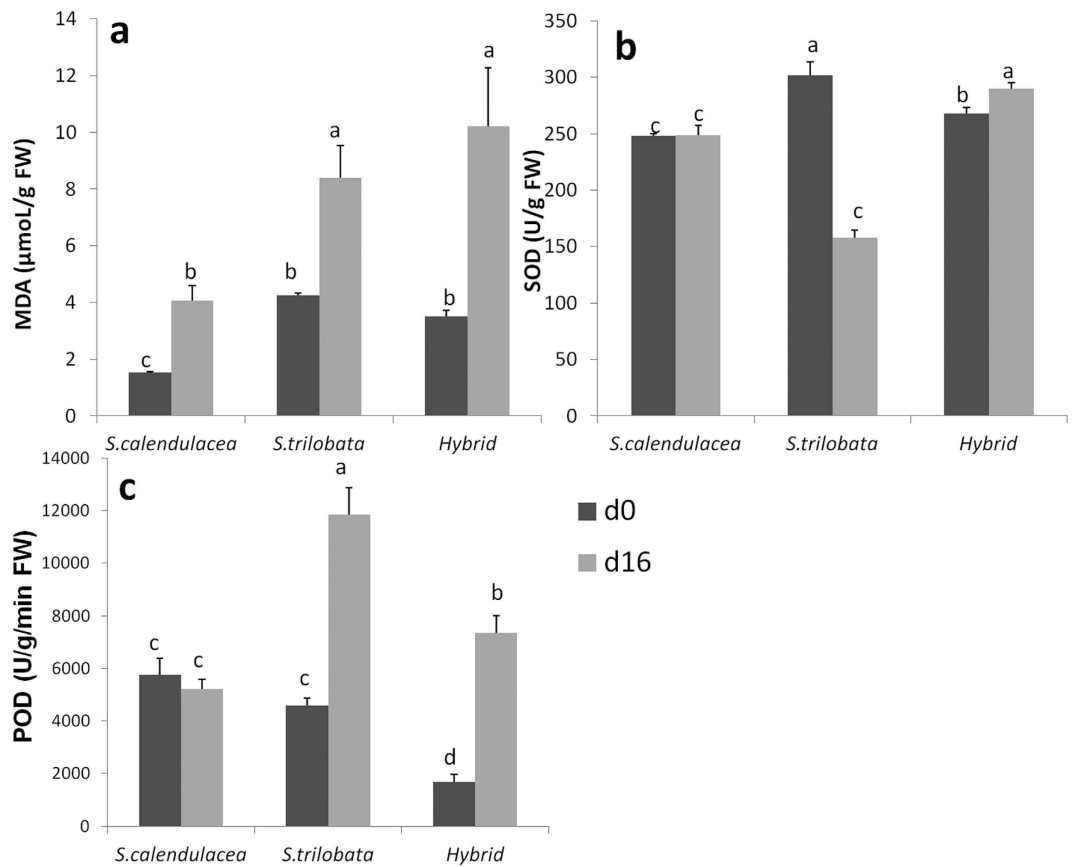 a
MDA (µmoL/g FW)
14
12
10
8
6
4
2
0
c
b
b
a
b
a
S.calendulacea
S.trilobata
Hybrid
b
SOD (U/g FW)
350
300
250
200
150
100
50
0
c
c
a
c
b
a
S.calendulacea
S.trilobata
Hybrid
c
POD (U/g/min FW)
14000
12000
10000
8000
6000
4000
2000
0
c
c
c
a
d
b
S.calendulacea
S.trilobata
Hybrid
d0
d16